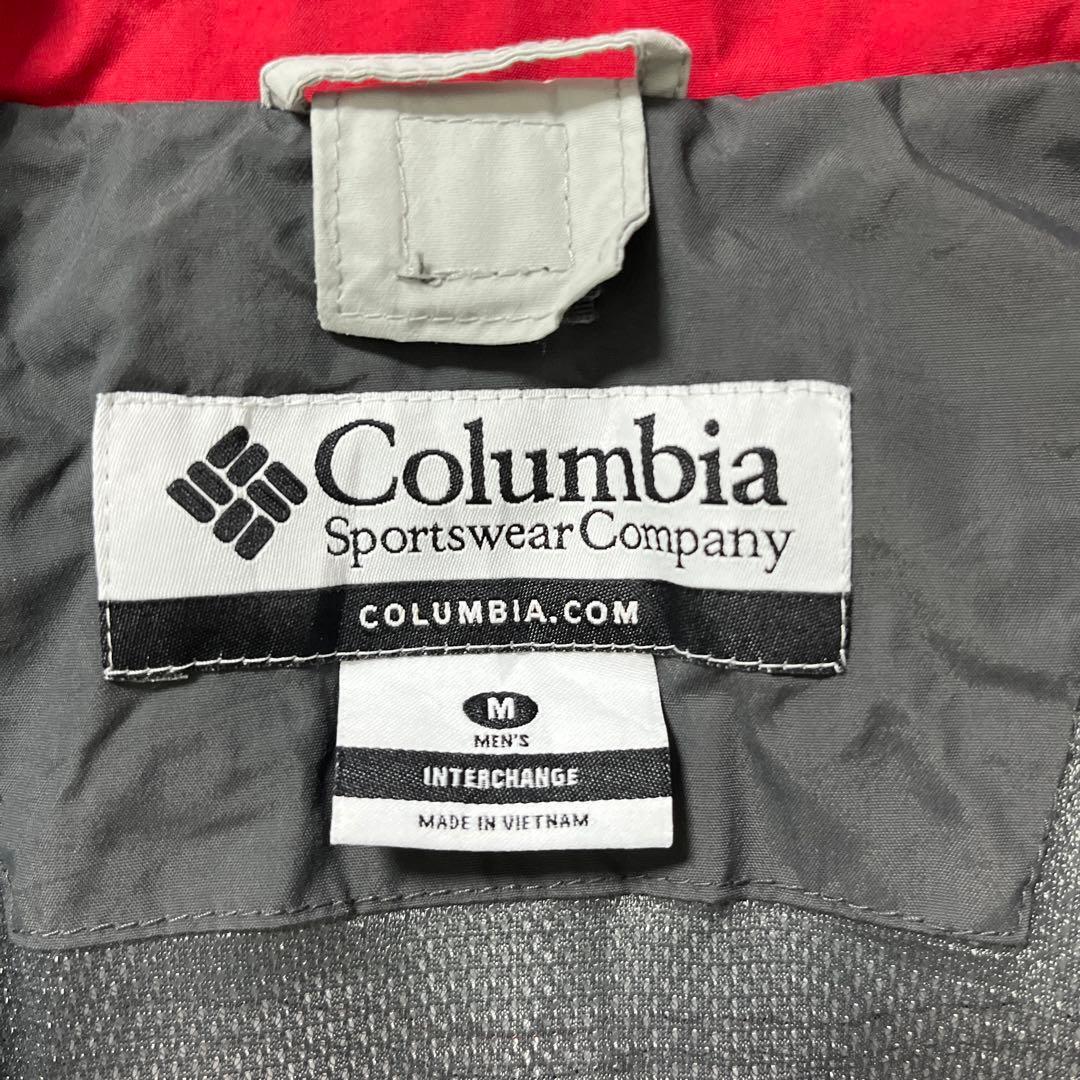 Columbia
Sportswear Company
COLUMBIA.COM
M
MEN'S
INTERCHANGE
MADE IN VIETNAM